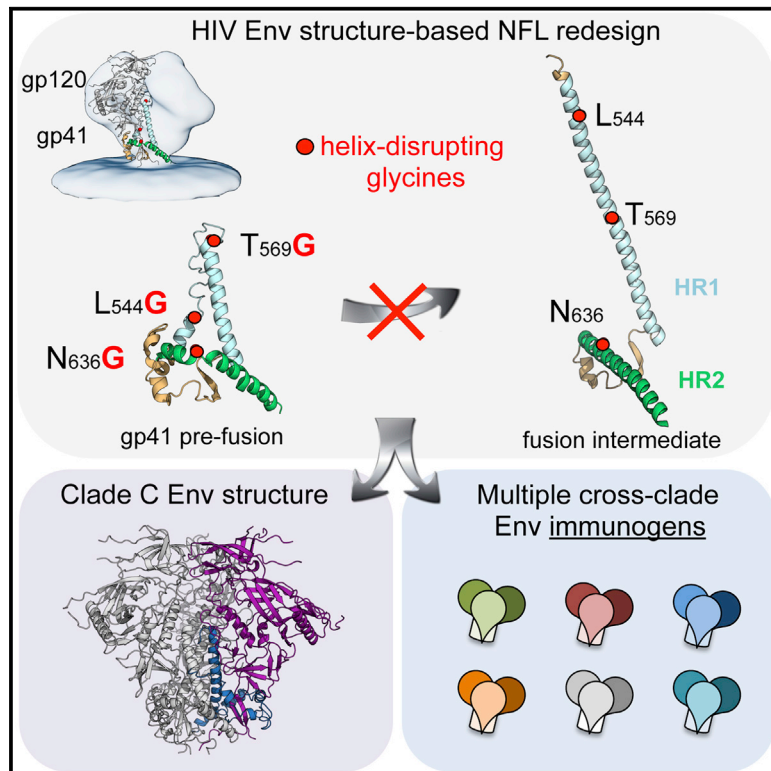 HIV Env structure-based NFL redesign
gp120
gp41
helix-disrupting
glycines
T569G
L544G
N636G
gp41 pre-fusion
L544
T569
N636
HR1
HR2
fusion intermediate
Clade C Env structure
Multiple cross-clade
Env immunogens